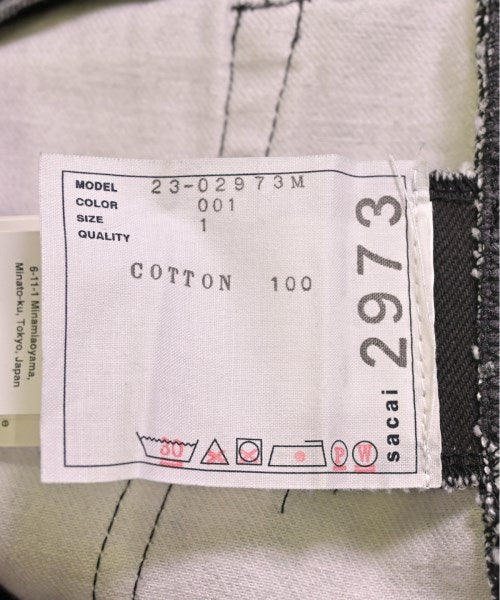 MODEL 23-02973M
COLOR 001
SIZE 1
QUALITY
COTTON 100
30
P
W
sacai 2973
6-11-1 Minamiaoyama,
Minato-ku, Tokyo, Japan
e